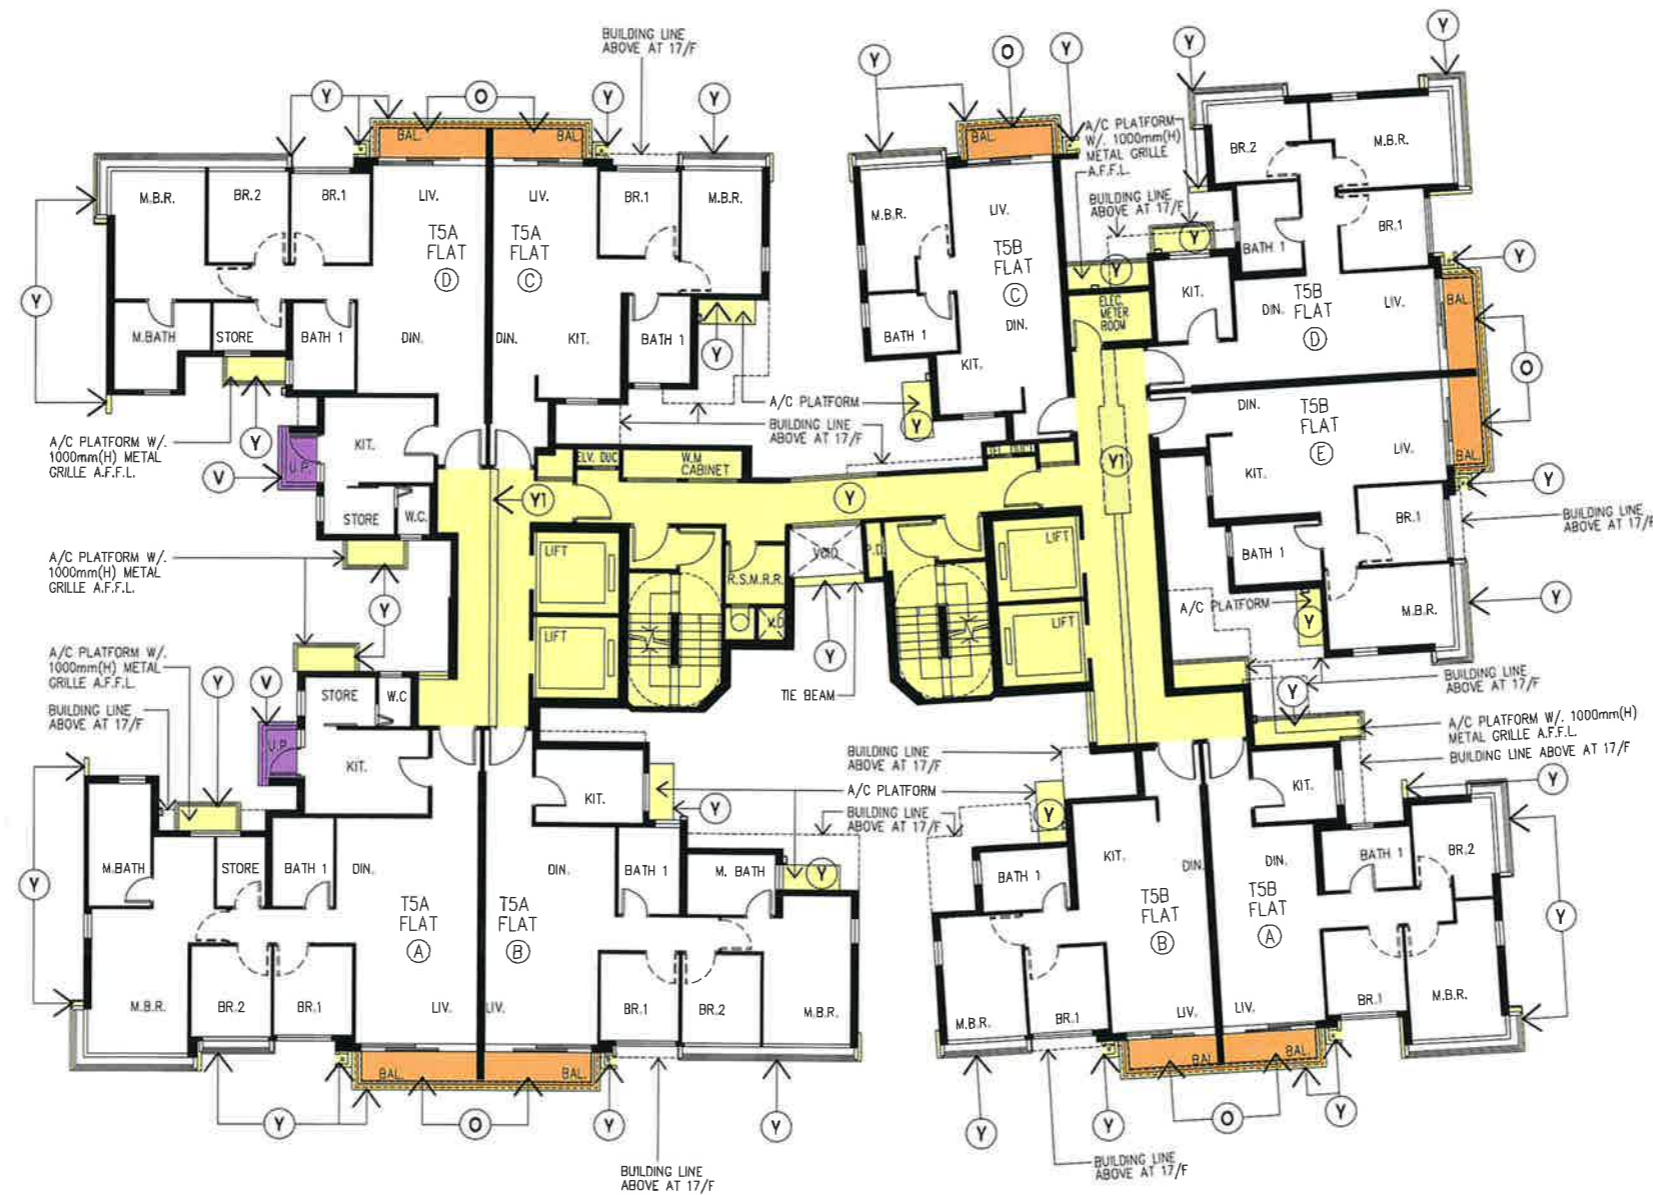 BUILDING LINE
ABOVE AT 17/F
Y
O
Y
Y
Y
O
Y
Y
Y
BAL.
BAL.
BAL.
A/C PLATFORM
W/. 1000mm(H)
METAL GRILLE
A.F.F.L.
BUILDING LINE
ABOVE AT 17/F
M.B.R.
BR.2
BR.1
LIV.
T5A
FLAT
D
DIN.
M.BATH
STORE
BATH 1
KIT.
U.P.
STORE
W.C.
LIV.
T5A
FLAT
C
BR.1
M.B.R.
DIN.
KIT.
BATH 1
Y
M.B.R.
LIV.
T5B
FLAT
C
DIN.
BATH 1
KIT.
Y
Y
Y
ELEC.
METER
ROOM
BR.2
M.B.R.
BATH 1
BR.1
KIT.
DIN.
T5B
FLAT
D
LIV.
BAL.
Y
O
Y
A/C PLATFORM W/.
1000mm(H) METAL
GRILLE A.F.F.L.
Y
V
A/C PLATFORM
BUILDING LINE
ABOVE AT 17/F
DIN.
T5B
FLAT
E
LIV.
BAL.
KIT.
BR.1
BATH 1
M.B.R.
Y
BUILDING LINE
ABOVE AT 17/F
Y
A/C PLATFORM
Y
ELV. DUC
W.M
CABINET
Y1
Y
Y1
LIFT
LIFT
R.S.M.R.R.
VOID
P.D.
LIFT
LIFT
Y
TIE BEAM
A/C PLATFORM W/.
1000mm(H) METAL
GRILLE A.F.F.L.
Y
A/C PLATFORM W/.
1000mm(H) METAL
GRILLE A.F.F.L.
BUILDING LINE
ABOVE AT 17/F
Y
V
U.P.
STORE
W.C
KIT.
Y
BUILDING LINE
ABOVE AT 17/F
A/C PLATFORM W/. 1000mm(H)
METAL GRILLE A.F.F.L.
BUILDING LINE ABOVE AT 17/F
Y
BUILDING LINE
ABOVE AT 17/F
A/C PLATFORM
BUILDING LINE
ABOVE AT 17/F
Y
M.BATH
STORE
BATH 1
DIN.
T5A
FLAT
A
M.B.R.
BR.2
BR.1
LIV.
BAL.
KIT.
Y
DIN.
T5A
FLAT
B
BATH 1
M. BATH
Y
LIV.
BR.1
BR.2
M.B.R.
BAL.
Y
KIT.
BATH 1
DIN.
T5B
FLAT
B
M.B.R.
BR.1
LIV.
BAL.
KIT.
DIN.
T5B
FLAT
A
BATH 1
BR.2
LIV.
BR.1
M.B.R.
BAL.
Y
Y
O
Y
Y
Y
Y
O
Y
BUILDING LINE
ABOVE AT 17/F
BUILDING LINE
ABOVE AT 17/F